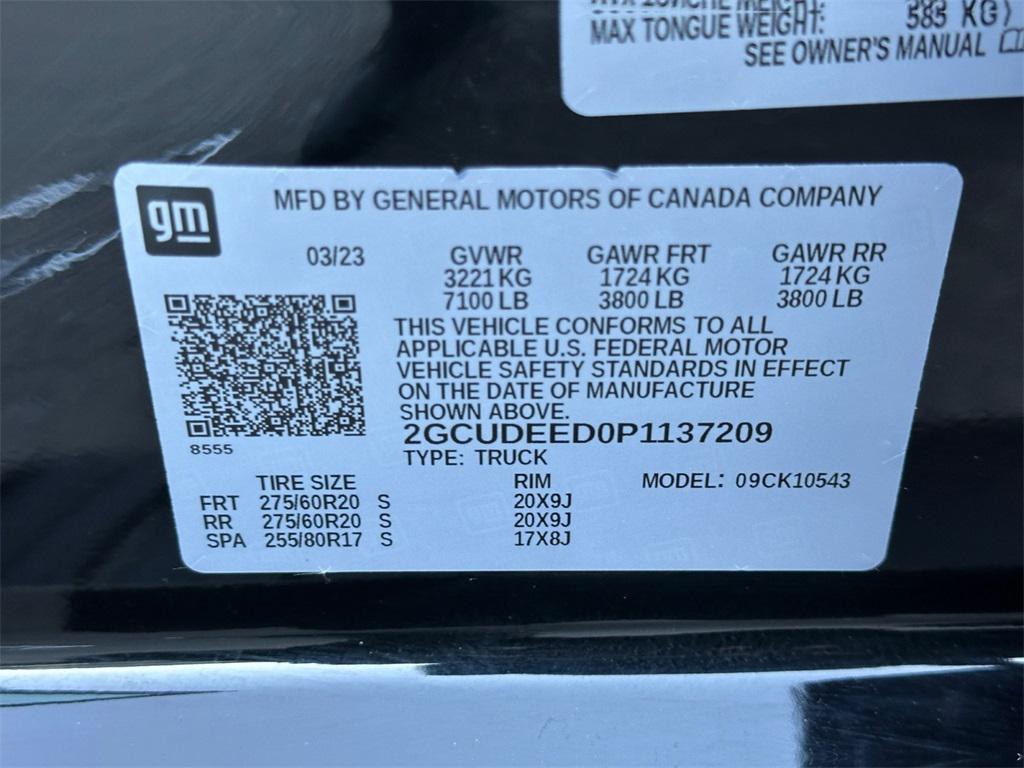 MAX TONGUE WEIGHT: 585 KG)
SEE OWNER'S MANUAL
gm
MFD BY GENERAL MOTORS OF CANADA COMPANY
03/23 GVWR GAWR FRT GAWR RR
3221 KG 1724 KG 1724 KG
7100 LB 3800 LB 3800 LB
THIS VEHICLE CONFORMS TO ALL
APPLICABLE U.S. FEDERAL MOTOR
VEHICLE SAFETY STANDARDS IN EFFECT
ON THE DATE OF MANUFACTURE
SHOWN ABOVE.
2GCUDEED0P1137209
8555
TYPE: TRUCK
TIRE SIZE RIM MODEL: 09CK10543
FRT 275/60R20 S 20X9J
RR 275/60R20 S 20X9J
SPA 255/80R17 S 17X8J